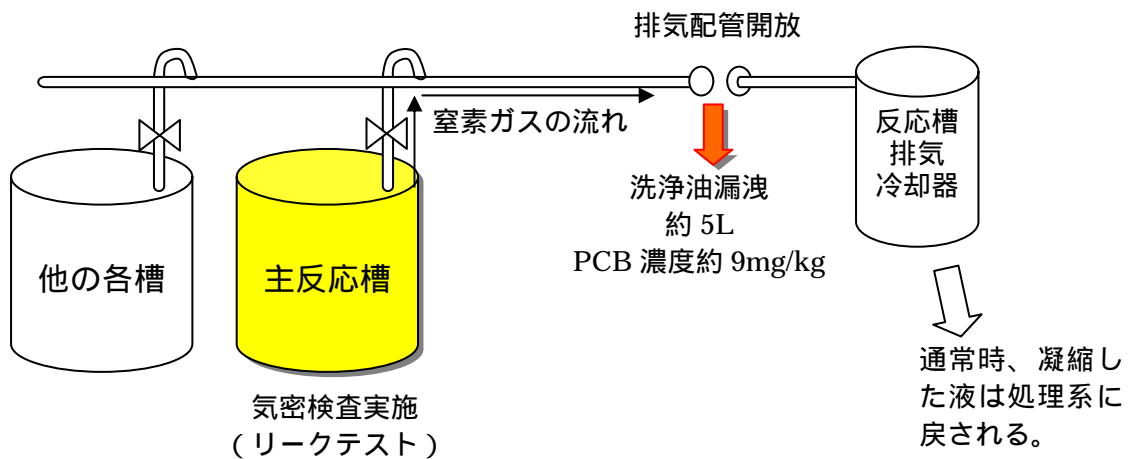 排気配管開放
窒素ガスの流れ
反応槽
排気
冷却器
洗浄油漏洩
約 5L
PCB 濃度約 9mg/kg
他の各槽
主反応槽
気密検査実施
（リークテスト）
通常時、凝縮し
た液は処理系に
戻される。